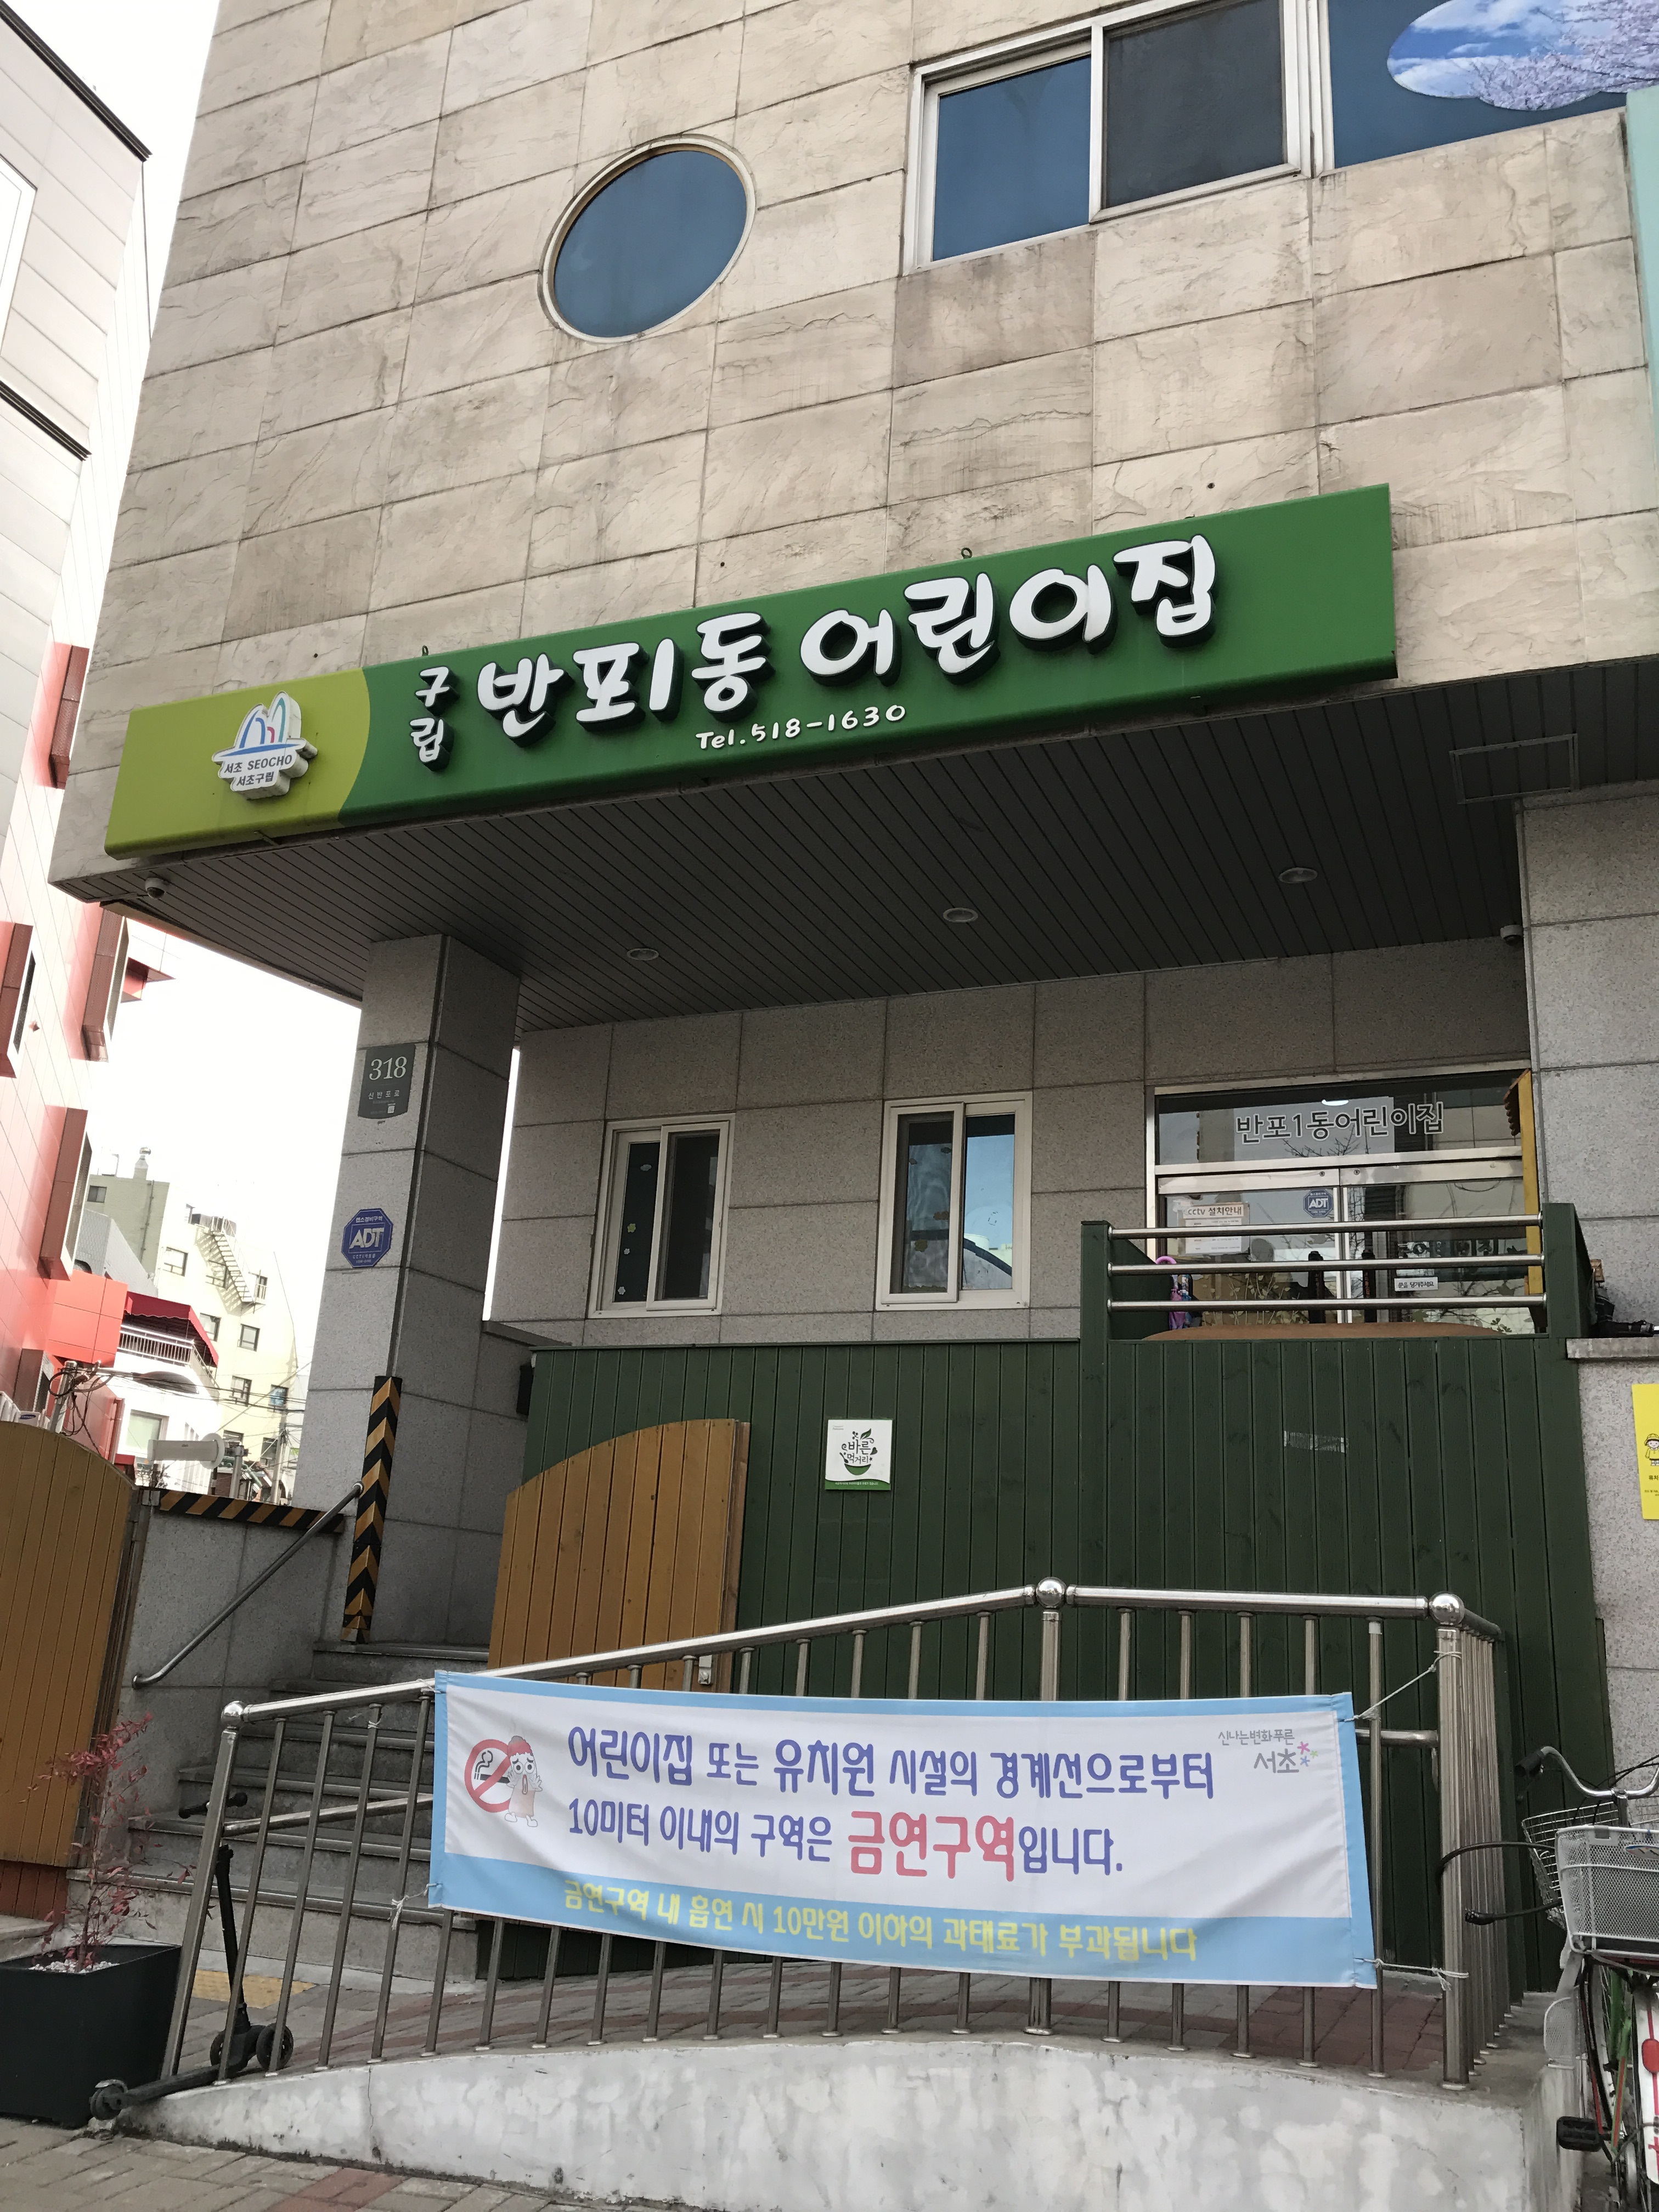 구립 반포1동 어린이집
Tel.518-1630
서초 SEOCHO
서초구립
318
신반포로
반포1동어린이집
ADT
ADT
cctv 설치안내
바른
먹거리
신나는변화 푸른
서초
어린이집 또는 유치원 시설의 경계선으로부터
10미터 이내의 구역은 금연구역입니다.
금연구역 내 흡연 시 10만원 이하의 과태료가 부과됩니다